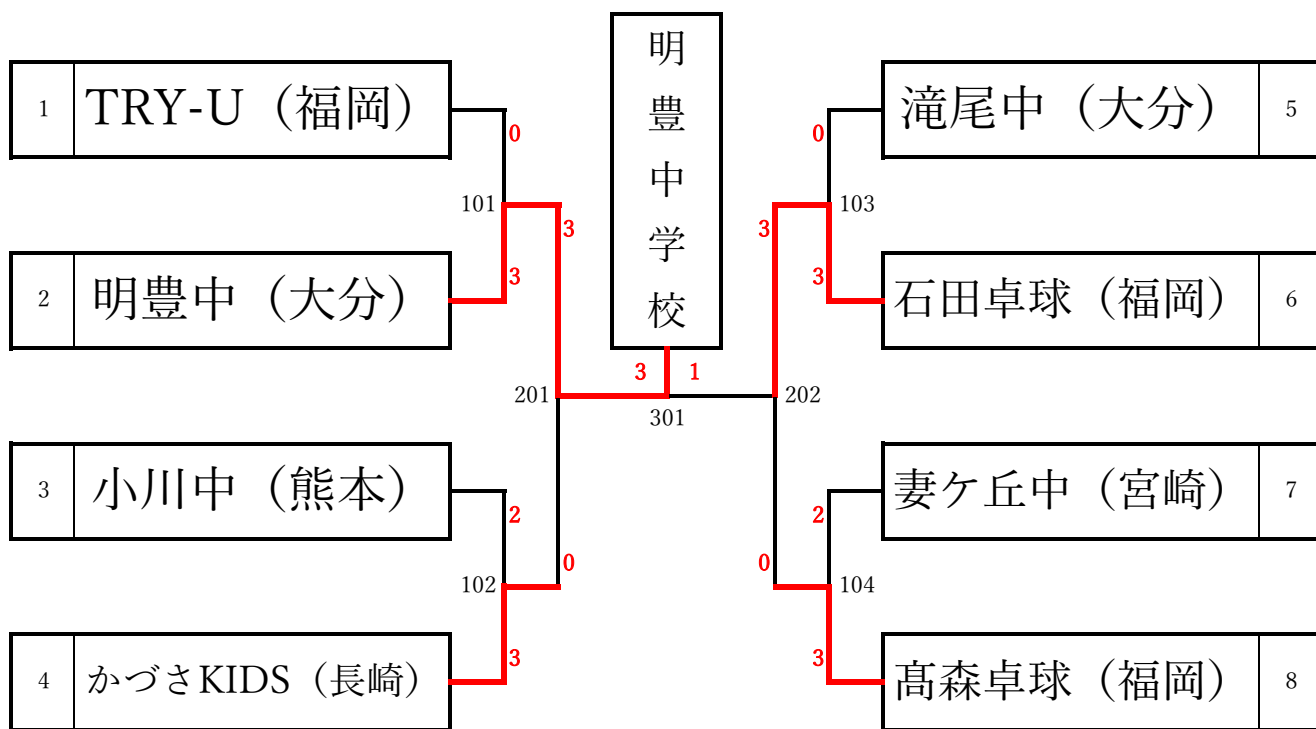 明豊中学校
1 TRY-U（福岡）
0
101
3
3
2 明豊中（大分）
201
3 小川中（熊本）
2
0
102
3
4 かづさKIDS（長崎）
3 1
301
滝尾中（大分） 5
0
103
3
3
石田卓球（福岡） 6
202
妻ケ丘中（宮崎） 7
2
0
104
3
髙森卓球（福岡） 8